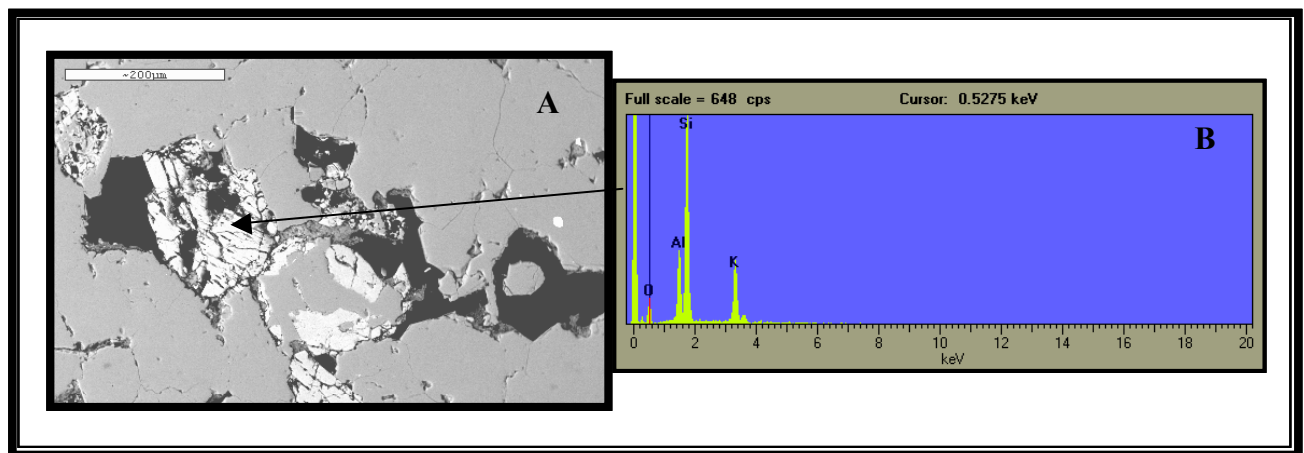 ~200µm
A
Full scale = 648 cps
Cursor: 0.5275 keV
B
Si
Al
K
O
0
2
4
6
8
10
12
14
16
18
20
keV